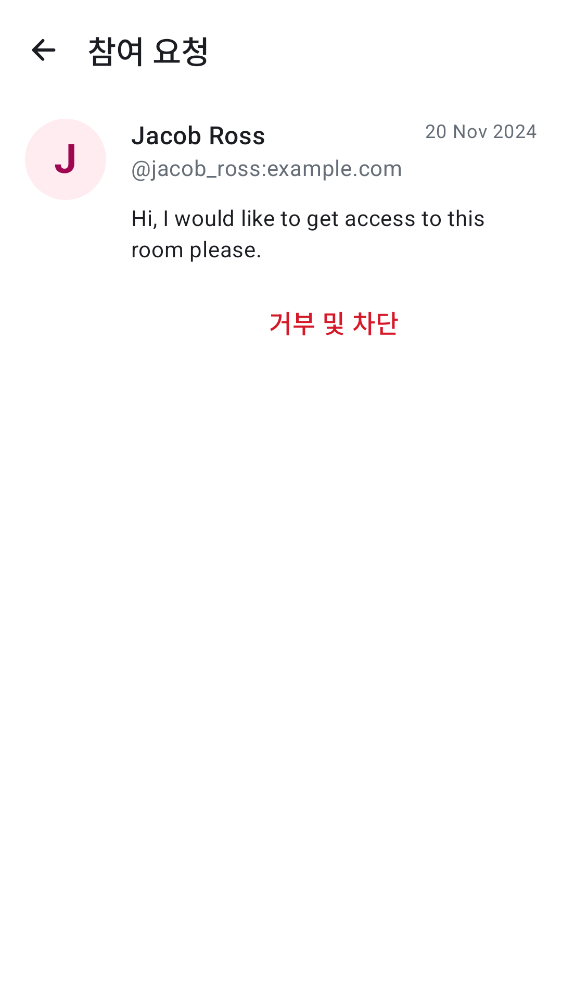 참여 요청
J
Jacob Ross
20 Nov 2024
@jacob_ross:example.com
Hi, I would like to get access to this
room please.
거부 및 차단